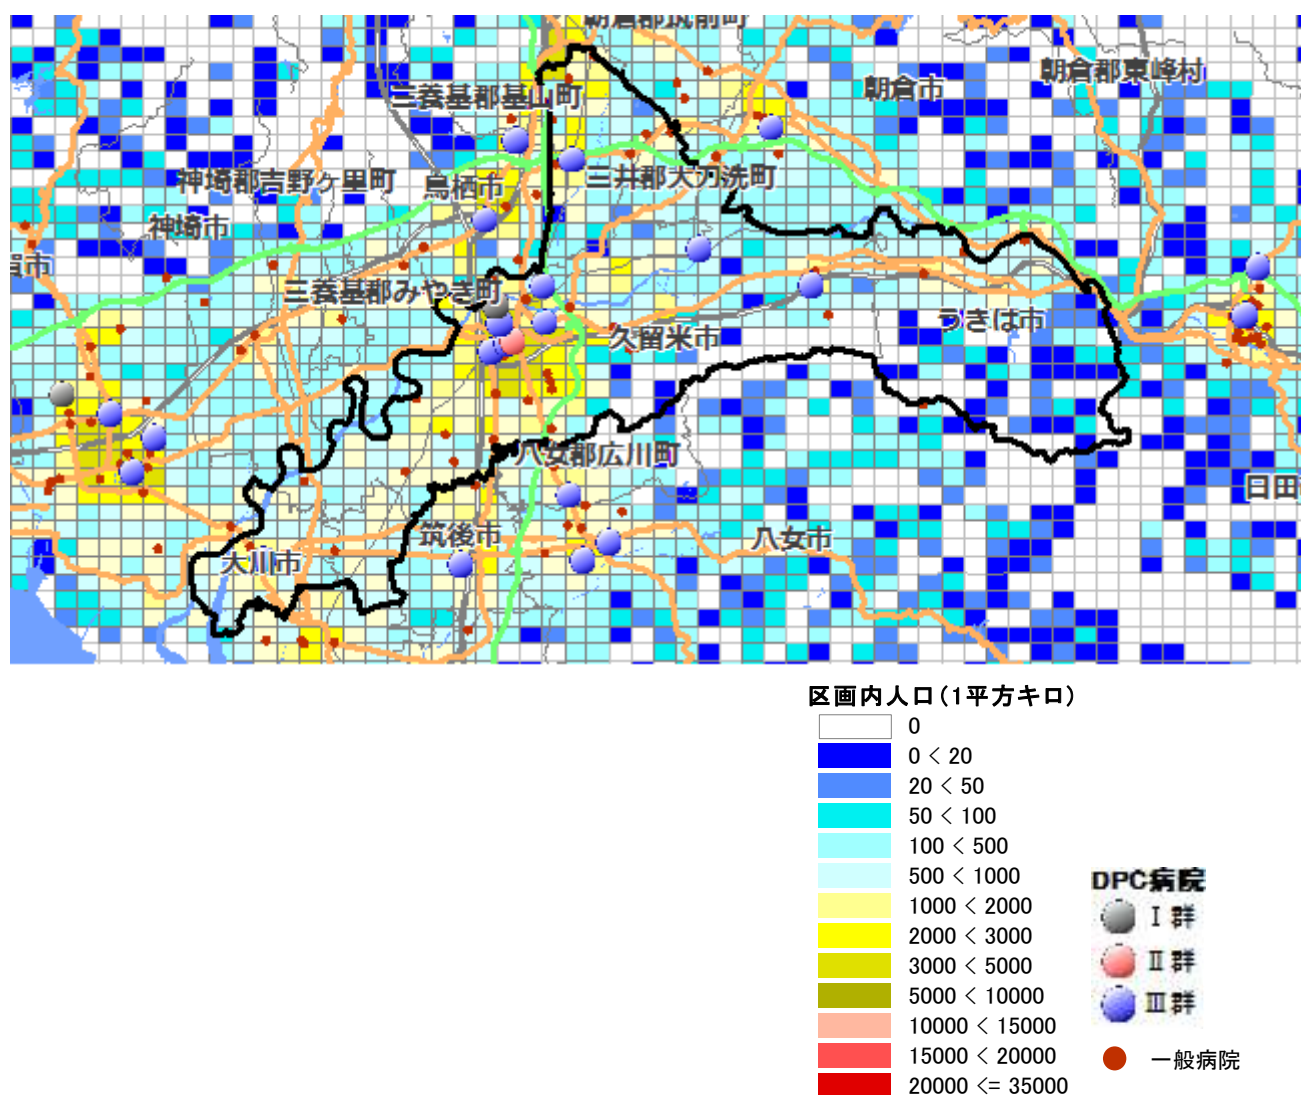 朝倉郡筑前町
朝倉郡東峰村
朝倉市
三養基郡基山町
神埼郡吉野ヶ里町
鳥栖市
三井郡大刀洗町
神埼市
賀市
三養基郡みやき町
うきは市
久留米市
八女郡広川町
日田
筑後市
八女市
大川市
区画内人口(1平方キロ)
0
0 < 20
20 < 50
50 < 100
100 < 500
500 < 1000
1000 < 2000
2000 < 3000
3000 < 5000
5000 < 10000
10000 < 15000
15000 < 20000
20000 <= 35000
DPC病院
Ⅰ群
Ⅱ群
Ⅲ群
一般病院